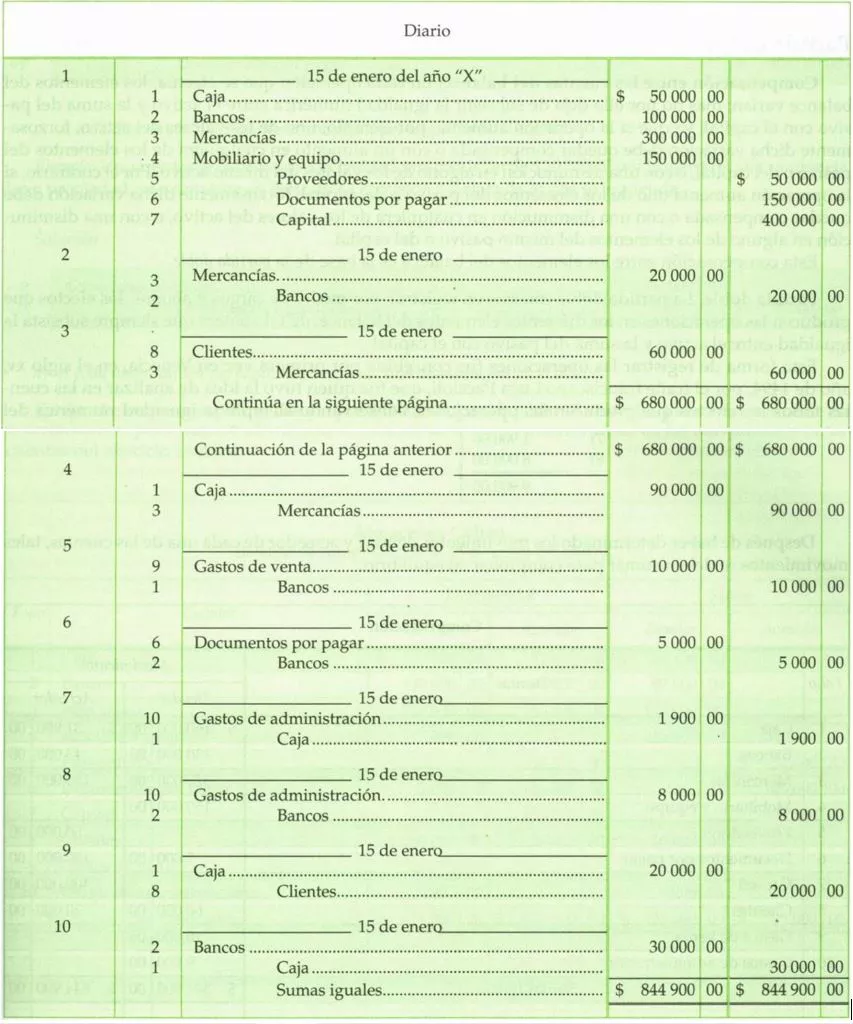 Diario
1 15 de enero del año "X"
1 Caja $ 50 000 00
2 Bancos 100 000 00
3 Mercancías 300 000 00
4 Mobiliario y equipo 150 000 00
5 Proveedores $ 50 000 00
6 Documentos por pagar 150 000 00
7 Capital 400 000 00
2 15 de enero
3 Mercancías. 20 000 00
2 Bancos 20 000 00
3 15 de enero
8 Clientes 60 000 00
3 Mercancías 60 000 00
Continúa en la siguiente página $ 680 000 00 $ 680 000 00
Continuación de la página anterior $ 680 000 00 $ 680 000 00
4 15 de enero
1 Caja 90 000 00
3 Mercancías 90 000 00
5 15 de enero
9 Gastos de venta 10 000 00
1 Bancos 10 000 00
6 15 de enero
6 Documentos por pagar 5 000 00
2 Bancos 5 000 00
7 15 de enero
10 Gastos de administración 1 900 00
1 Caja 1 900 00
8 15 de enero
10 Gastos de administración. 8 000 00
2 Bancos 8 000 00
9 15 de enero
1 Caja 20 000 00
8 Clientes 20 000 00
10 15 de enero
2 Bancos 30 000 00
1 Caja 30 000 00
Sumas iguales $ 844 900 00 $ 844 900 00